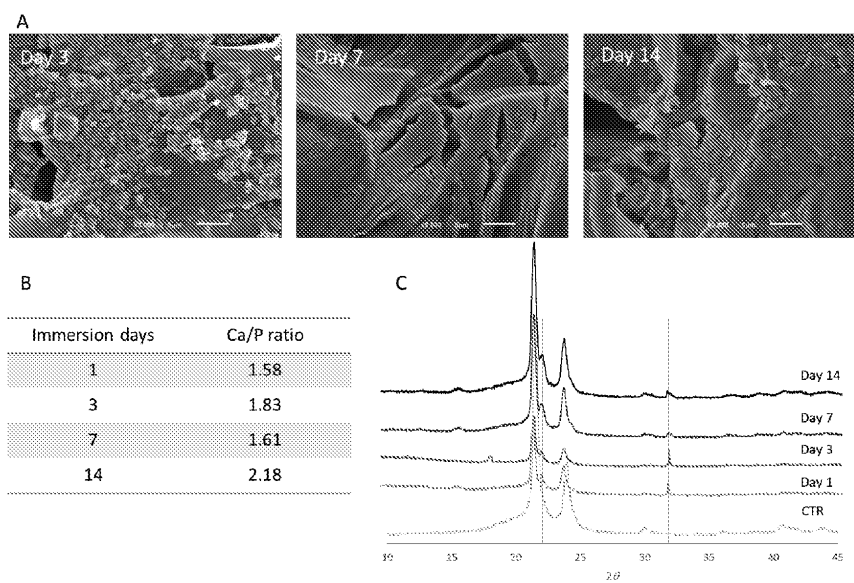 A
Day 3
Day 7
Day 14
B
Immersion days Ca/P ratio
1 1.58
3 1.83
7 1.61
14 2.18
C
Day 14
Day 7
Day 3
Day 1
CTR
10 15 20 25 30 35 40 45
2θ